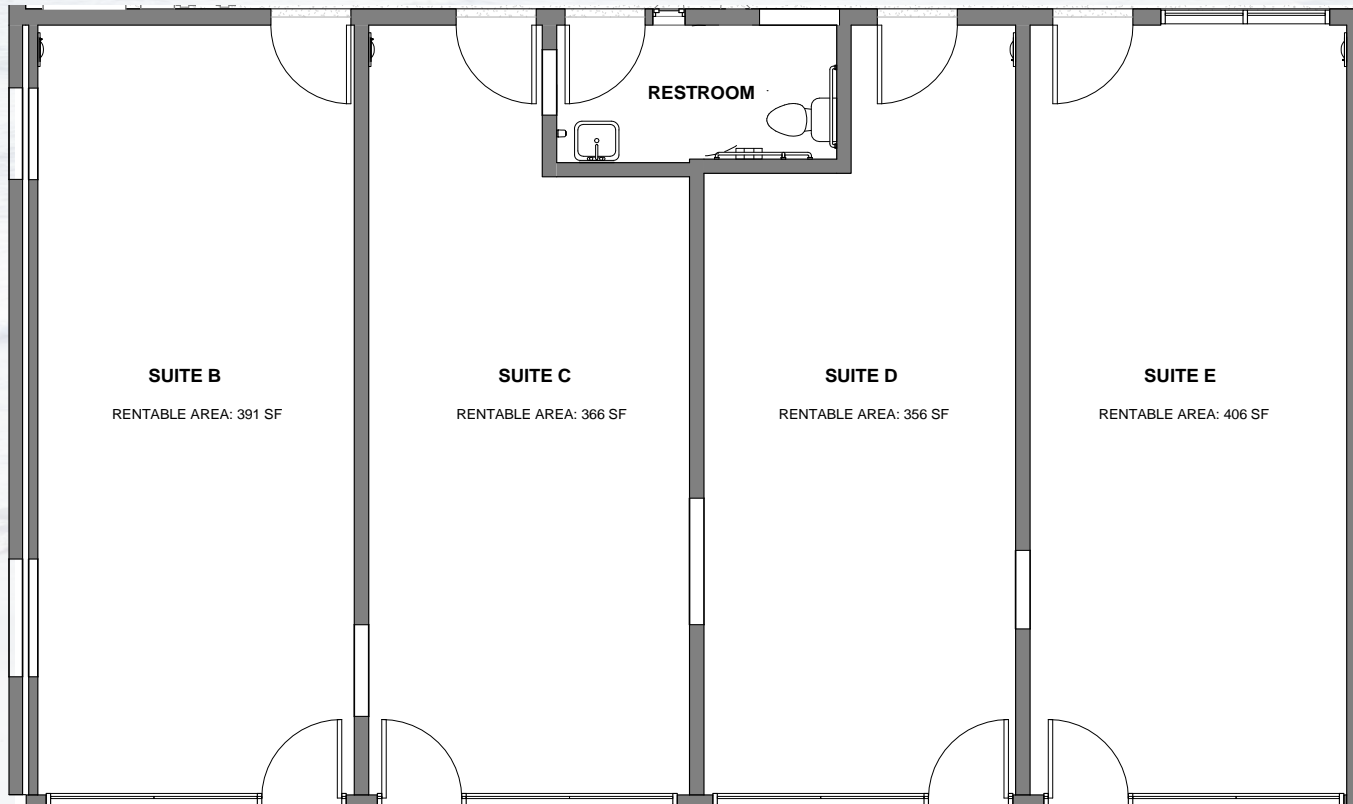 RESTROOM
SUITE B
RENTABLE AREA: 391 SF
SUITE C
RENTABLE AREA: 366 SF
SUITE D
RENTABLE AREA: 356 SF
SUITE E
RENTABLE AREA: 406 SF